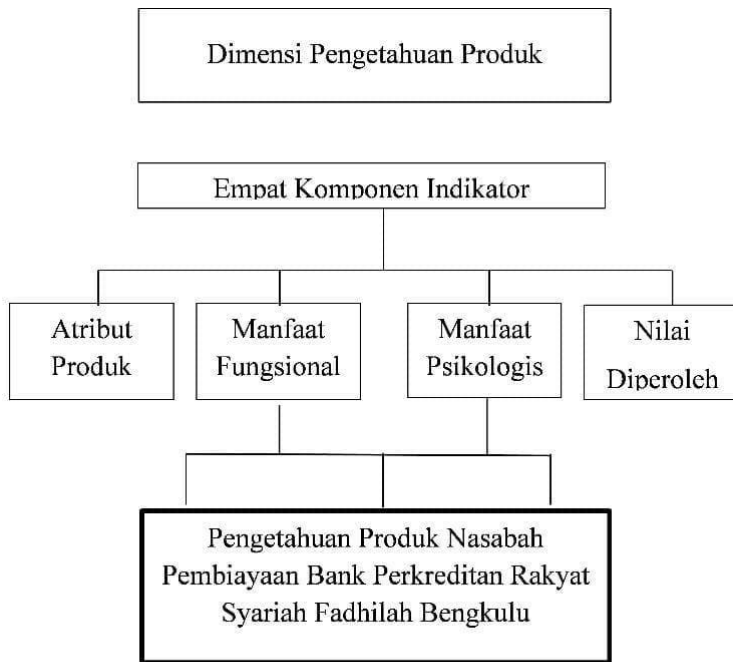 Dimensi Pengetahuan Produk
Empat Komponen Indikator
Atribut
Produk
Manfaat
Fungsional
Manfaat
Psikologis
Nilai
Diperoleh
Pengetahuan Produk Nasabah
Pembiayaan Bank Perkreditan Rakyat
Syariah Fadhilah Bengkulu